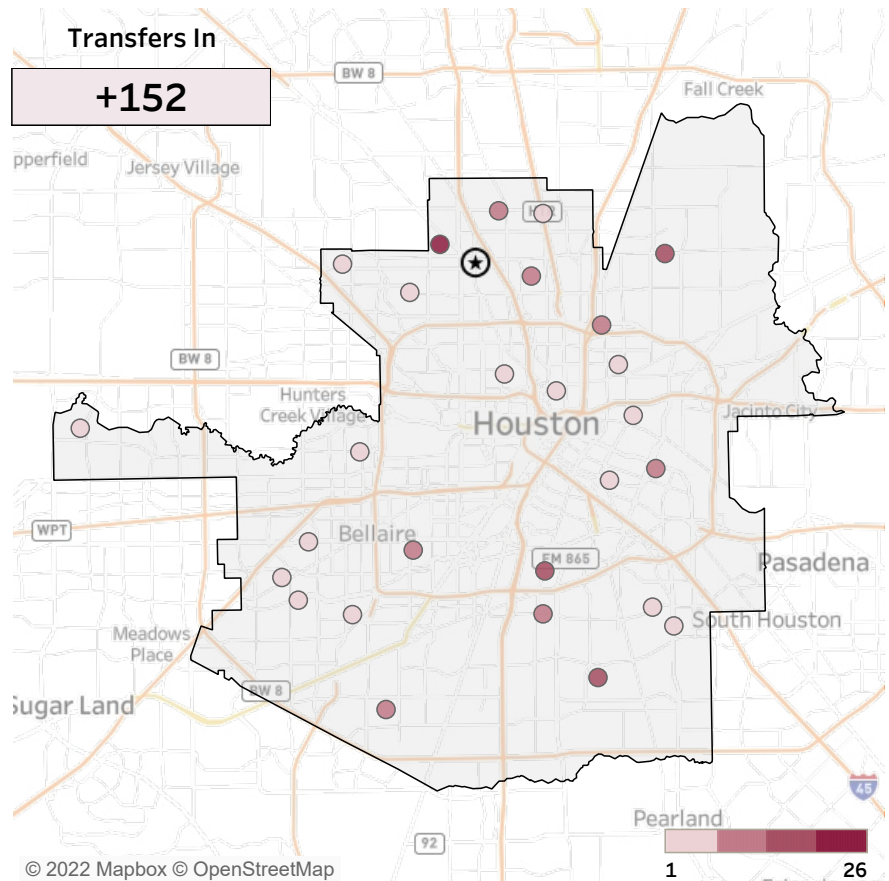 Transfers In
+152
BW 8
Fall Creek
pperfield
Jersey Village
BW 8
Hunters
Creek Village
Houston
Jacinto City
WPT
Bellaire
FM 865
Pasadena
South Houston
Meadows
Place
BW 8
Sugar Land
45
Pearland
92
1
26
© 2022 Mapbox © OpenStreetMap